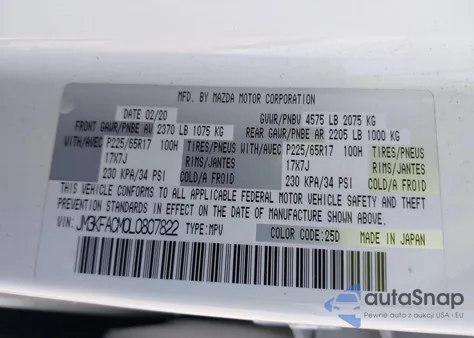 MFD. BY MAZDA MOTOR CORPORATION
DATE 02/20 GVWR/PNBV 4575 LB 2075 KG
FRONT GAWR/PNBE AV 2370 LB 1075 KG REAR GAWR/PNBE AR 2205 LB 1000 KG
WITH/AVEC P225/65R17 100H TIRES/PNEUS WITH/AVEC P225/65R17 100H TIRES/PNEUS
17X7J RIMS/JANTES 17X7J RIMS/JANTES
230 KPA/34 PSI COLD/A FROID 230 KPA/34 PSI COLD/A FROID
THIS VEHICLE CONFORMS TO ALL APPLICABLE FEDERAL MOTOR VEHICLE SAFETY AND THEFT
PREVENTION STANDARDS IN EFFECT ON THE DATE OF MANUFACTURE SHOWN ABOVE.
VIN: JM3KFACM0L0807822 TYPE: MPV COLOR CODE:25D MADE IN JAPAN
autoSnap
Pewne auta z aukcji USA - EU